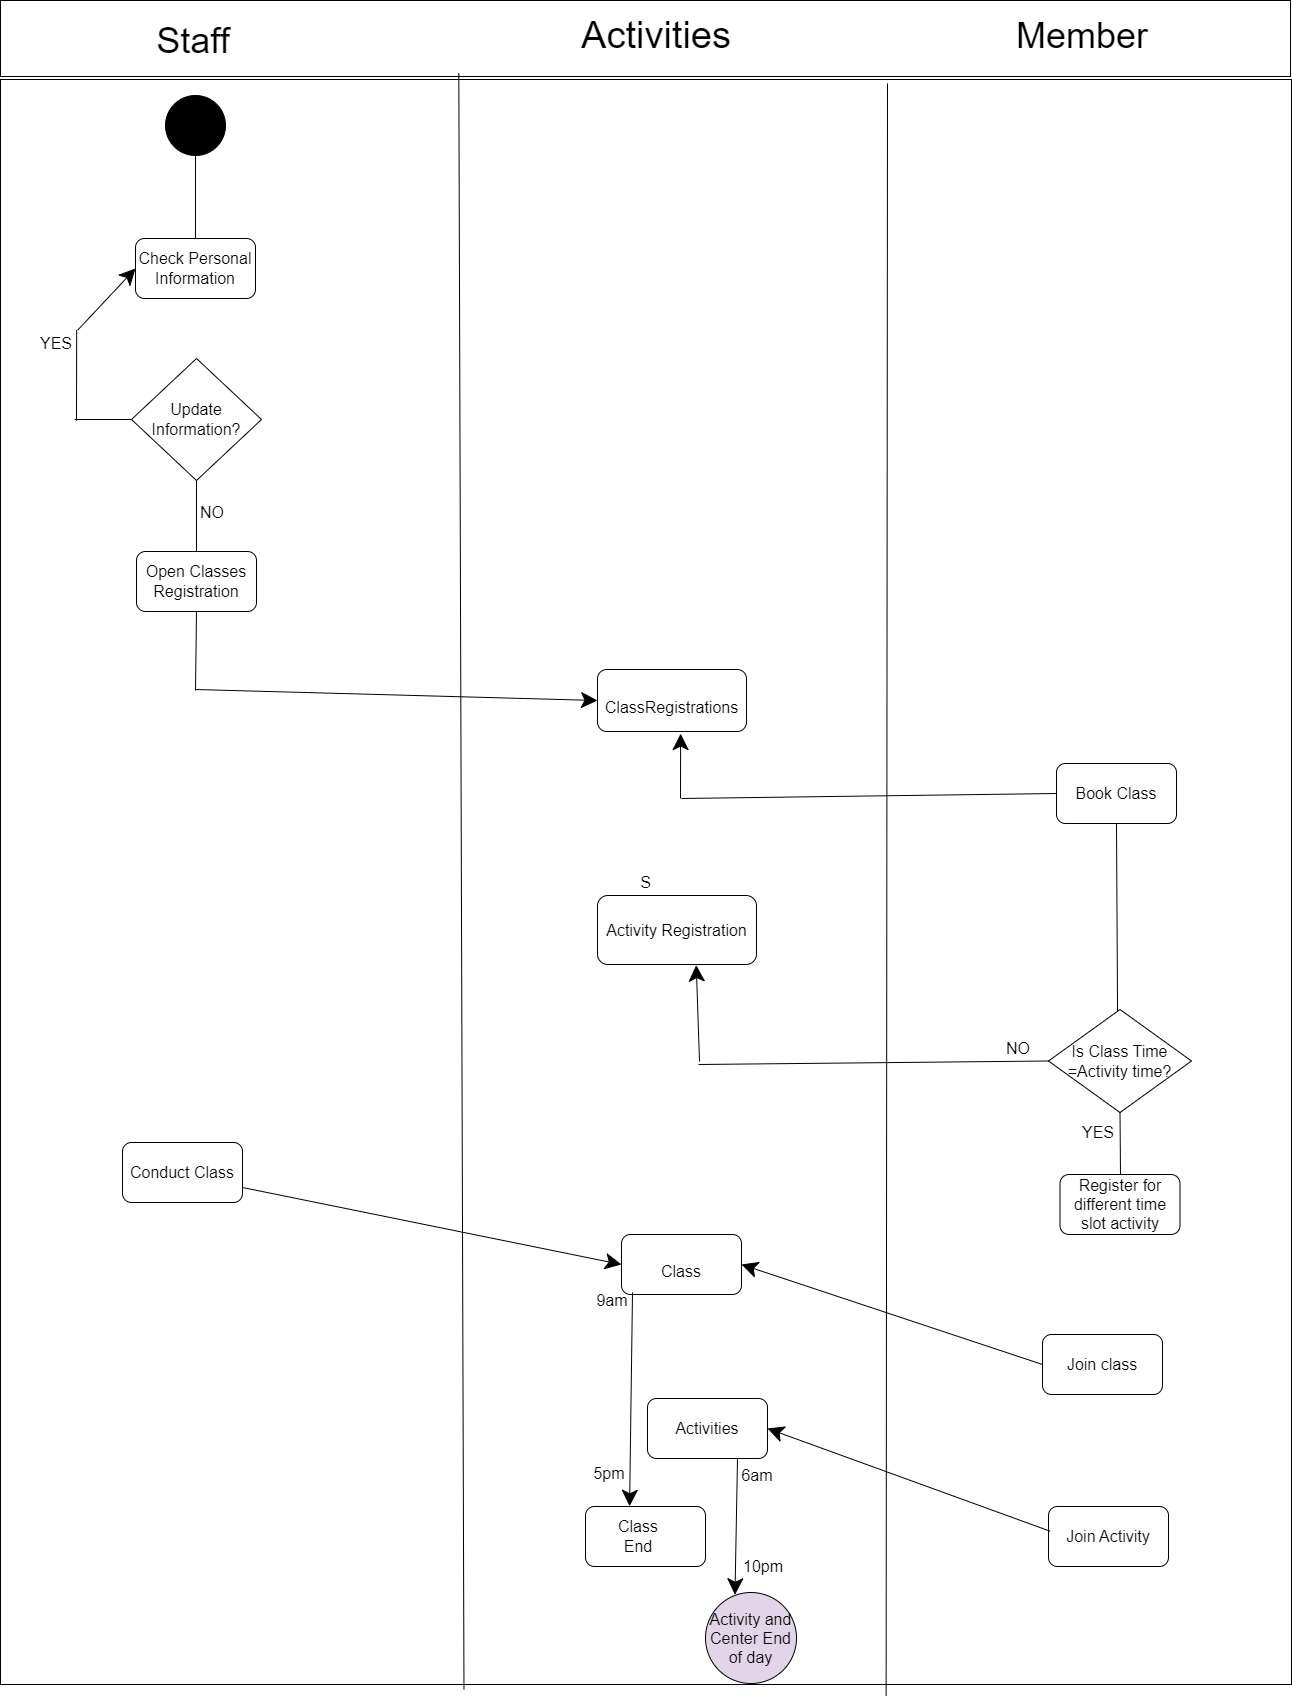 Staff
Activities
Member
Check Personal
Information
YES
Update
Information?
NO
Open Classes
Registration
ClassRegistrations
Book Class
S
Activity Registration
NO
Is Class Time
=Activity time?
YES
Conduct Class
Register for
different time
slot activity
Class
9am
Join class
Activities
5pm
6am
Class
End
Join Activity
10pm
Activity and
Center End
of day